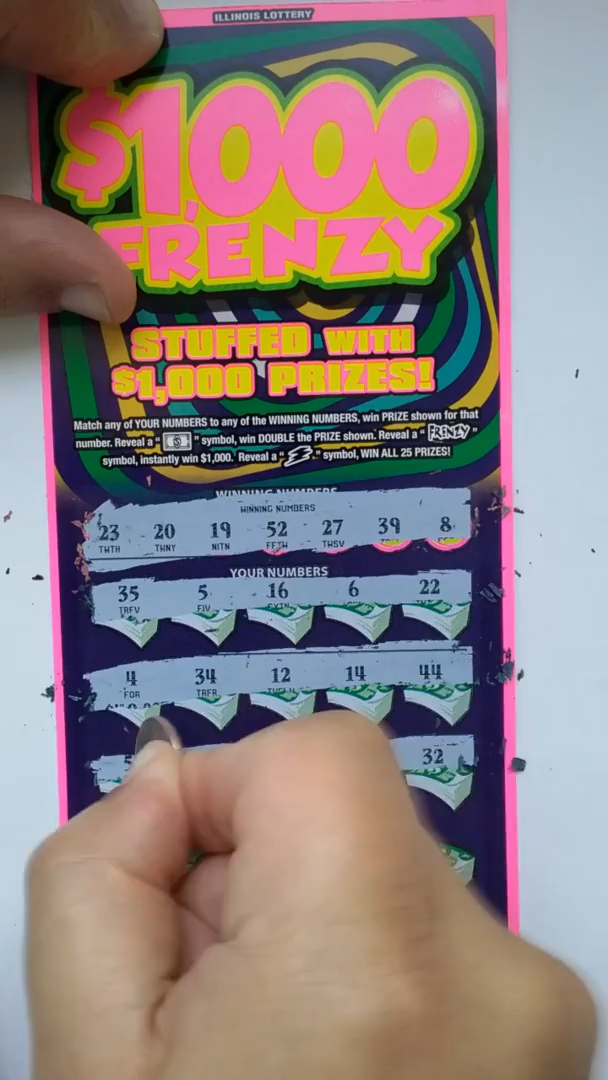 ILLINOIS LOTTERY
$1,000
FRENZY
STUFFED WITH
$1,000 PRIZES!
Match any of YOUR NUMBERS to any of the WINNING NUMBERS, win PRIZE shown for that
number. Reveal a " " symbol, win DOUBLE the PRIZE shown. Reveal a " FRENZY "
symbol, instantly win $1,000. Reveal a " " symbol, WIN ALL 25 PRIZES!
WINNING NUMBERS
WINNING NUMBERS
23 20 19 52 27 39 8
THTH THNY NITN FFTH THSV
YOUR NUMBERS
35 5 16 6 22
TRFV FIV SXTN
4 34 12 14 44
FOR TRFR
32